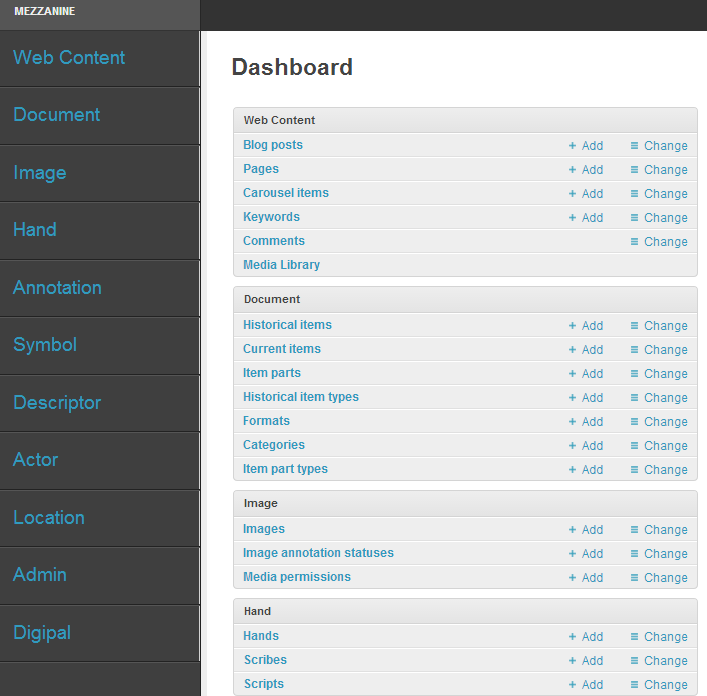 MEZZANINE
Web Content
Document
Image
Hand
Annotation
Symbol
Descriptor
Actor
Location
Admin
Digipal
Dashboard
Web Content
Blog posts + Add Change
Pages + Add Change
Carousel items + Add Change
Keywords + Add Change
Comments Change
Media Library
Document
Historical items + Add Change
Current items + Add Change
Item parts + Add Change
Historical item types + Add Change
Formats + Add Change
Categories + Add Change
Item part types + Add Change
Image
Images + Add Change
Image annotation statuses + Add Change
Media permissions + Add Change
Hand
Hands + Add Change
Scribes + Add Change
Scripts + Add Change